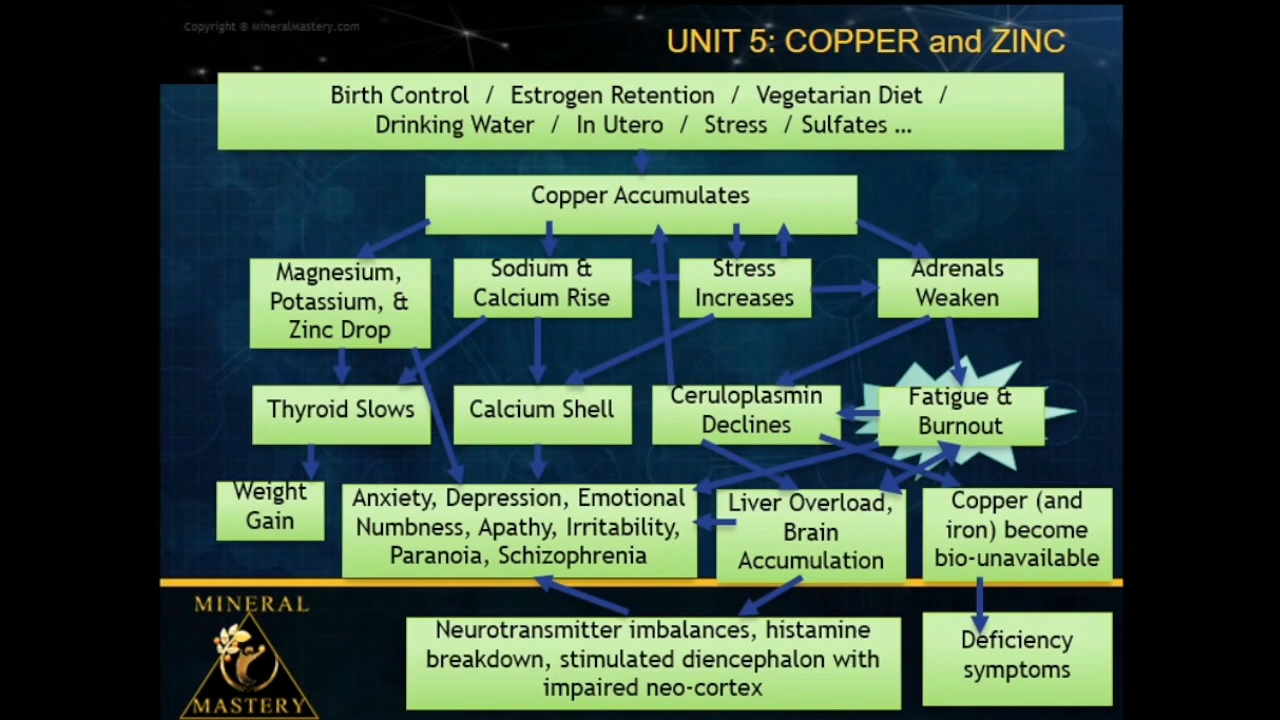 Copyright ® MineralMastery.com
UNIT 5: COPPER and ZINC
Birth Control / Estrogen Retention / Vegetarian Diet /
Drinking Water / In Utero / Stress / Sulfates ...
Copper Accumulates
Magnesium,
Potassium, &
Zinc Drop
Sodium &
Calcium Rise
Stress
Increases
Adrenals
Weaken
Thyroid Slows
Calcium Shell
Ceruloplasmin
Declines
Fatigue &
Burnout
Weight
Gain
Anxiety, Depression, Emotional
Numbness, Apathy, Irritability,
Paranoia, Schizophrenia
Liver Overload,
Brain
Accumulation
Copper (and
iron) become
bio-unavailable
Neurotransmitter imbalances, histamine
breakdown, stimulated diencephalon with
impaired neo-cortex
Deficiency
symptoms
MINERAL
MASTERY